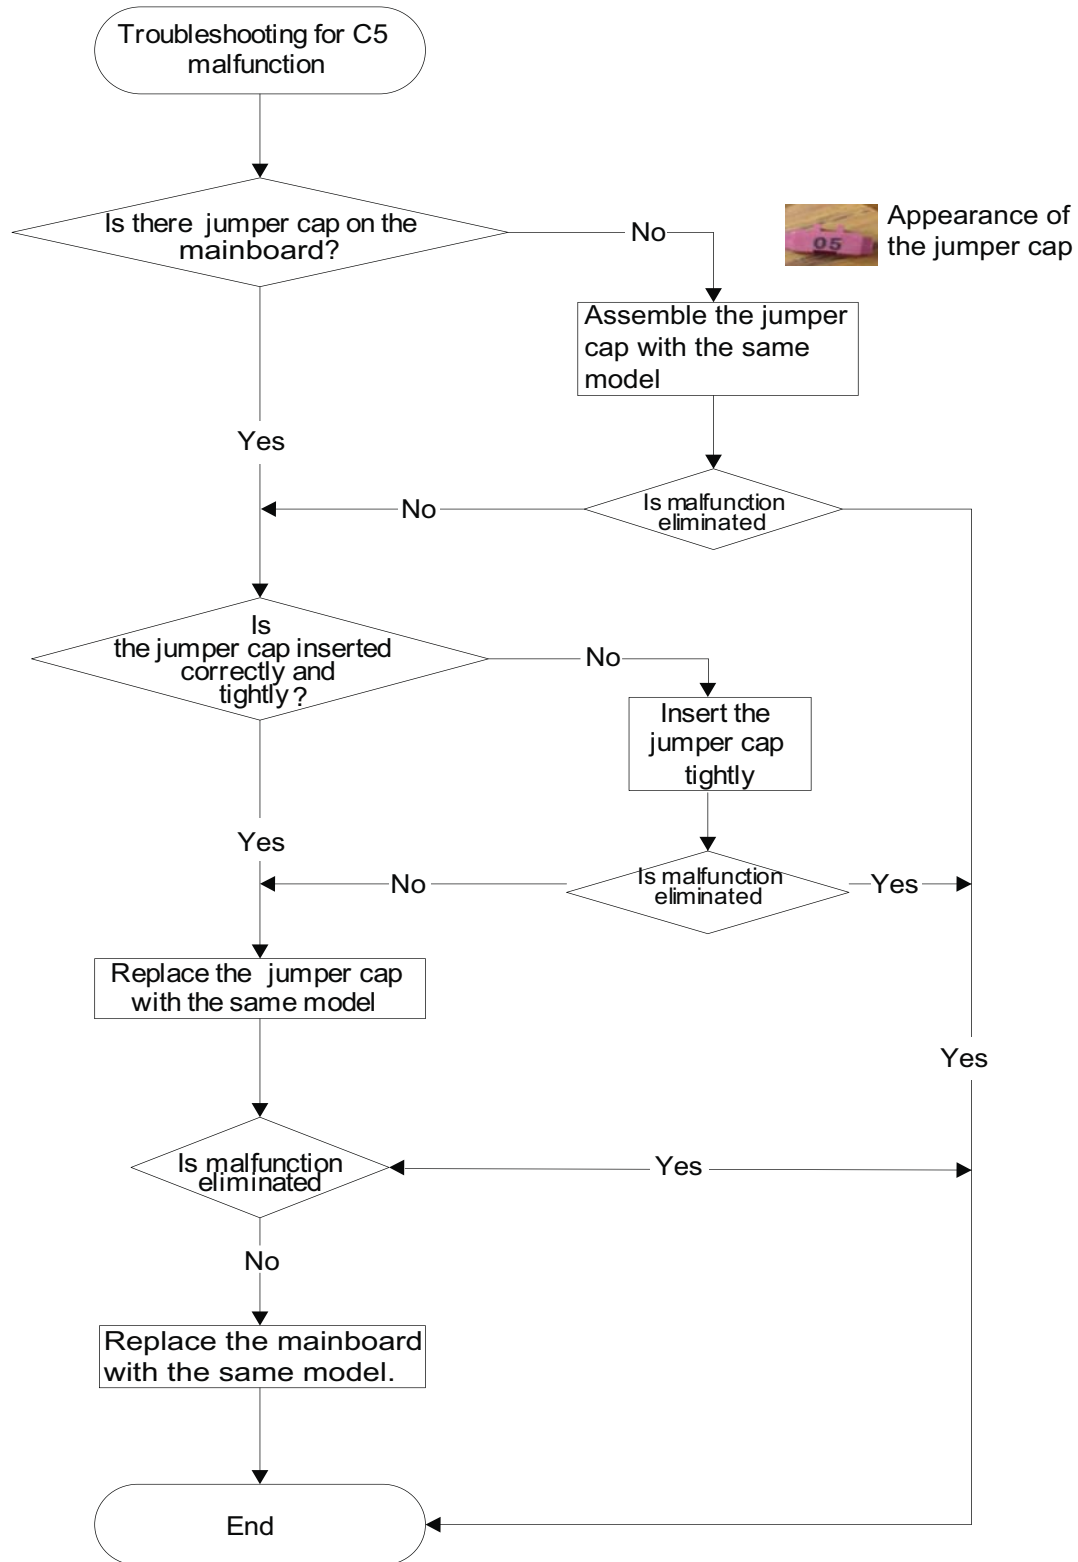 Troubleshooting for C5
malfunction
Is there jumper cap on the
mainboard?
No
05
Appearance of
the jumper cap
Assemble the jumper
cap with the same
model
Yes
No
Is malfunction
eliminated
Is
the jumper cap inserted
correctly and
tightly?
No
Insert the
jumper cap
tightly
Yes
No
Is malfunction
eliminated
Yes
Replace the jumper cap
with the same model
Yes
Is malfunction
eliminated
Yes
No
Replace the mainboard
with the same model.
End